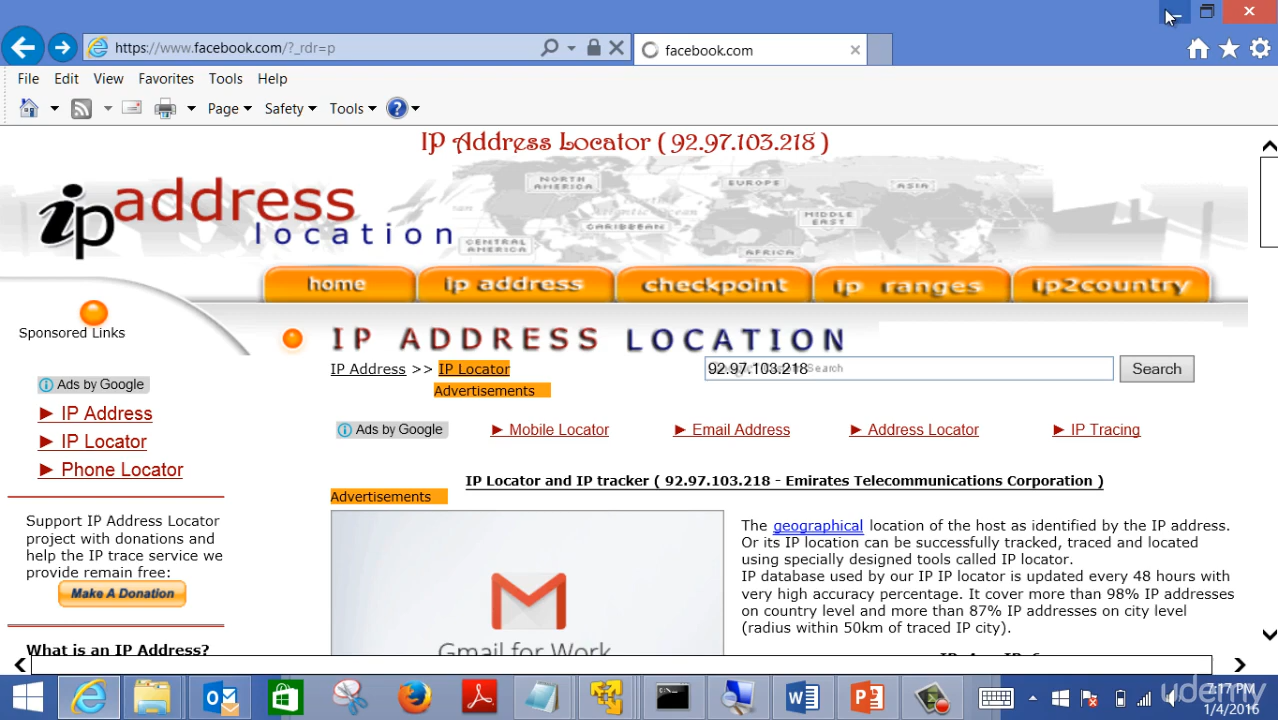 https://www.facebook.com/?_rdr=p
facebook.com
File Edit View Favorites Tools Help
Page Safety Tools
IP Address Locator ( 92.97.103.218 )
NORTH AMERICA
EUROPE
ASIA
MIDDLE EAST
CARIBBEAN
CENTRAL AMERICA
AFRICA
ip address location
home ip address checkpoint ip ranges ip2country
Sponsored Links
IP ADDRESS LOCATION
IP Address >> IP Locator
92.97.103.218
Search
Advertisements
Ads by Google
► IP Address
► IP Locator
► Phone Locator
Ads by Google ► Mobile Locator ► Email Address ► Address Locator ► IP Tracing
IP Locator and IP tracker ( 92.97.103.218 - Emirates Telecommunications Corporation )
Advertisements
Gmail for Work
The geographical location of the host as identified by the IP address.
Or its IP location can be successfully tracked, traced and located
using specially designed tools called IP locator.
IP database used by our IP IP locator is updated every 48 hours with
very high accuracy percentage. It cover more than 98% IP addresses
on country level and more than 87% IP addresses on city level
(radius within 50km of traced IP city).
Support IP Address Locator
project with donations and
help the IP trace service we
provide remain free:
Make A Donation
What is an IP Address?
udemy
7:17 PM
1/4/2016